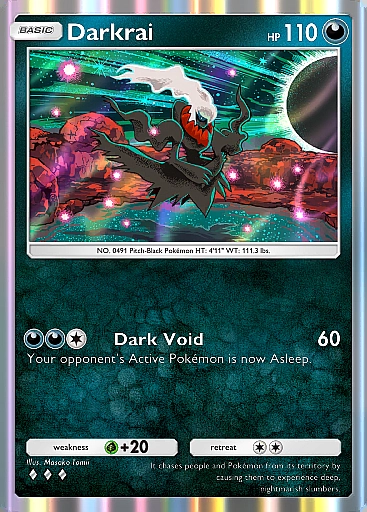 BASIC Darkrai HP 110
NO. 0491 Pitch-Black Pokémon HT: 4'11" WT: 111.3 lbs.
Dark Void 60
Your opponent's Active Pokémon is now Asleep.
weakness +20 retreat
Illus. Masako Tomii
It chases people and Pokémon from its territory by
causing them to experience deep,
nightmarish slumbers.